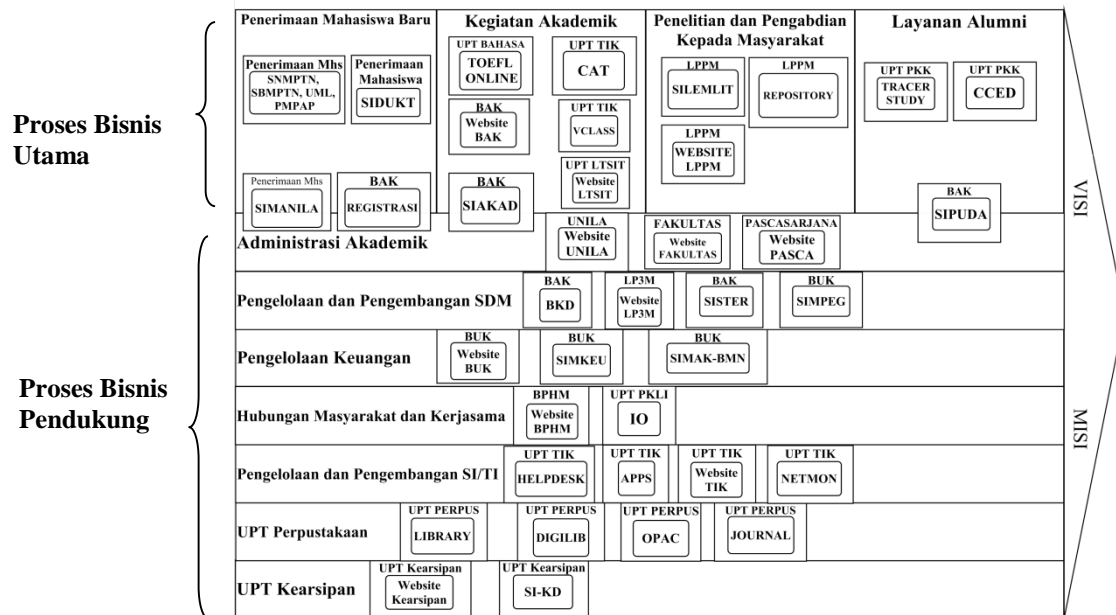 Proses Bisnis
Utama
Penerimaan Mahasiswa Baru
Penerimaan Mhs
SNMPTN,
SBMPTN, UML,
PMPAP
Penerimaan
Mahasiswa
SIDUKT
Penerimaan Mhs
SIMANILA
BAK
REGISTRASI
Kegiatan Akademik
UPT BAHASA
TOEFL
ONLINE
UPT TIK
CAT
BAK
Website
BAK
UPT TIK
VCLASS
UPT LTSIT
Website
LTSIT
BAK
SIAKAD
Penelitian dan Pengabdian
Kepada Masyarakat
LPPM
SILEMLIT
LPPM
REPOSITORY
LPPM
WEBSITE
LPPM
Layanan Alumni
UPT PKK
TRACER
STUDY
UPT PKK
CCED
BAK
SIPUDA
VISI
MISI
Proses Bisnis
Pendukung
Administrasi Akademik
UNILA
Website
UNILA
FAKULTAS
Website
FAKULTAS
PASCASARJANA
Website
PASCA
Pengelolaan dan Pengembangan SDM
BAK
BKD
LP3M
Website
LP3M
BAK
SISTER
BUK
SIMPEG
Pengelolaan Keuangan
BUK
Website
BUK
BUK
SIMKEU
BUK
SIMAK-BMN
Hubungan Masyarakat dan Kerjasama
BPHM
Website
BPHM
UPT PKLI
IO
Pengelolaan dan Pengembangan SI/TI
UPT TIK
HELPDESK
UPT TIK
APPS
UPT TIK
Website
TIK
UPT TIK
NETMON
UPT Perpustakaan
UPT PERPUS
LIBRARY
UPT PERPUS
DIGILIB
UPT PERPUS
OPAC
UPT PERPUS
JOURNAL
UPT Kearsipan
UPT Kearsipan
Website
Kearsipan
UPT Kearsipan
SI-KD